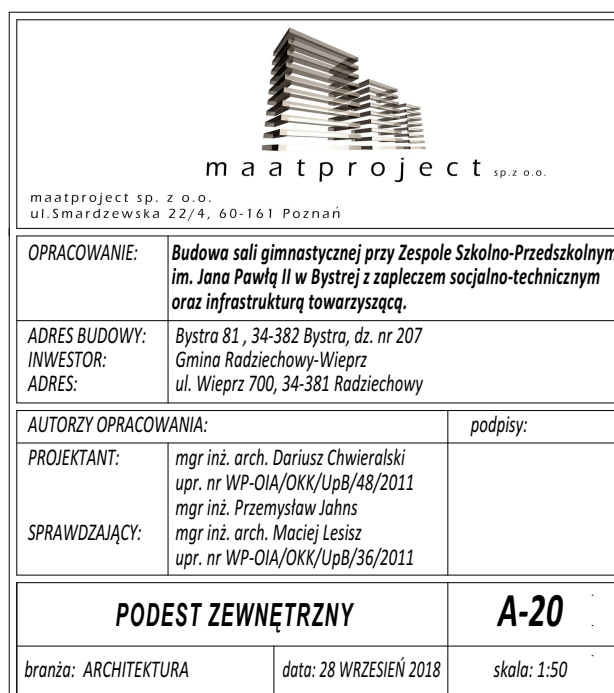 maatproject sp.z o.o.
maatproject sp. z o.o.
ul.Smardzewska 22/4, 60-161 Poznań
OPRACOWANIE: Budowa sali gimnastycznej przy Zespole Szkolno-Przedszkolnym
im. Jana Pawłą II w Bystrej z zapleczem socjalno-technicznym
oraz infrastrukturą towarzyszącą.
ADRES BUDOWY: Bystra 81 , 34-382 Bystra, dz. nr 207
INWESTOR: Gmina Radziechowy-Wieprz
ADRES: ul. Wieprz 700, 34-381 Radziechowy
AUTORZY OPRACOWANIA: podpisy:
PROJEKTANT: mgr inż. arch. Dariusz Chwieralski
upr. nr WP-OIA/OKK/UpB/48/2011
mgr inż. Przemysław Jahns
SPRAWDZAJĄCY: mgr inż. arch. Maciej Lesisz
upr. nr WP-OIA/OKK/UpB/36/2011
PODEST ZEWNĘTRZNY A-20
branża: ARCHITEKTURA data: 28 WRZESIEŃ 2018 skala: 1:50